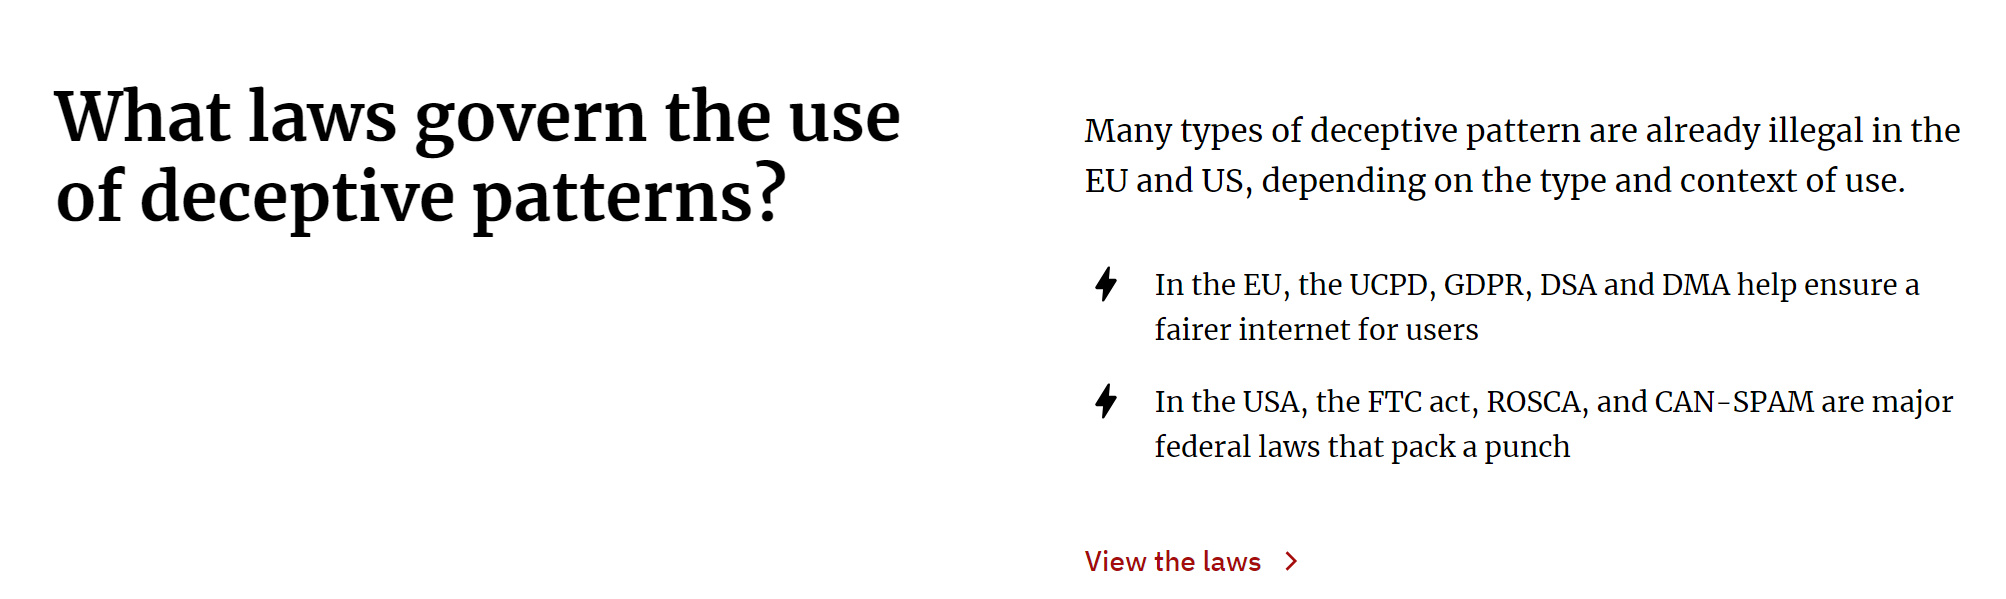 What laws govern the use
of deceptive patterns?
Many types of deceptive pattern are already illegal in the
EU and US, depending on the type and context of use.
In the EU, the UCPD, GDPR, DSA and DMA help ensure a
fairer internet for users
In the USA, the FTC act, ROSCA, and CAN-SPAM are major
federal laws that pack a punch
View the laws